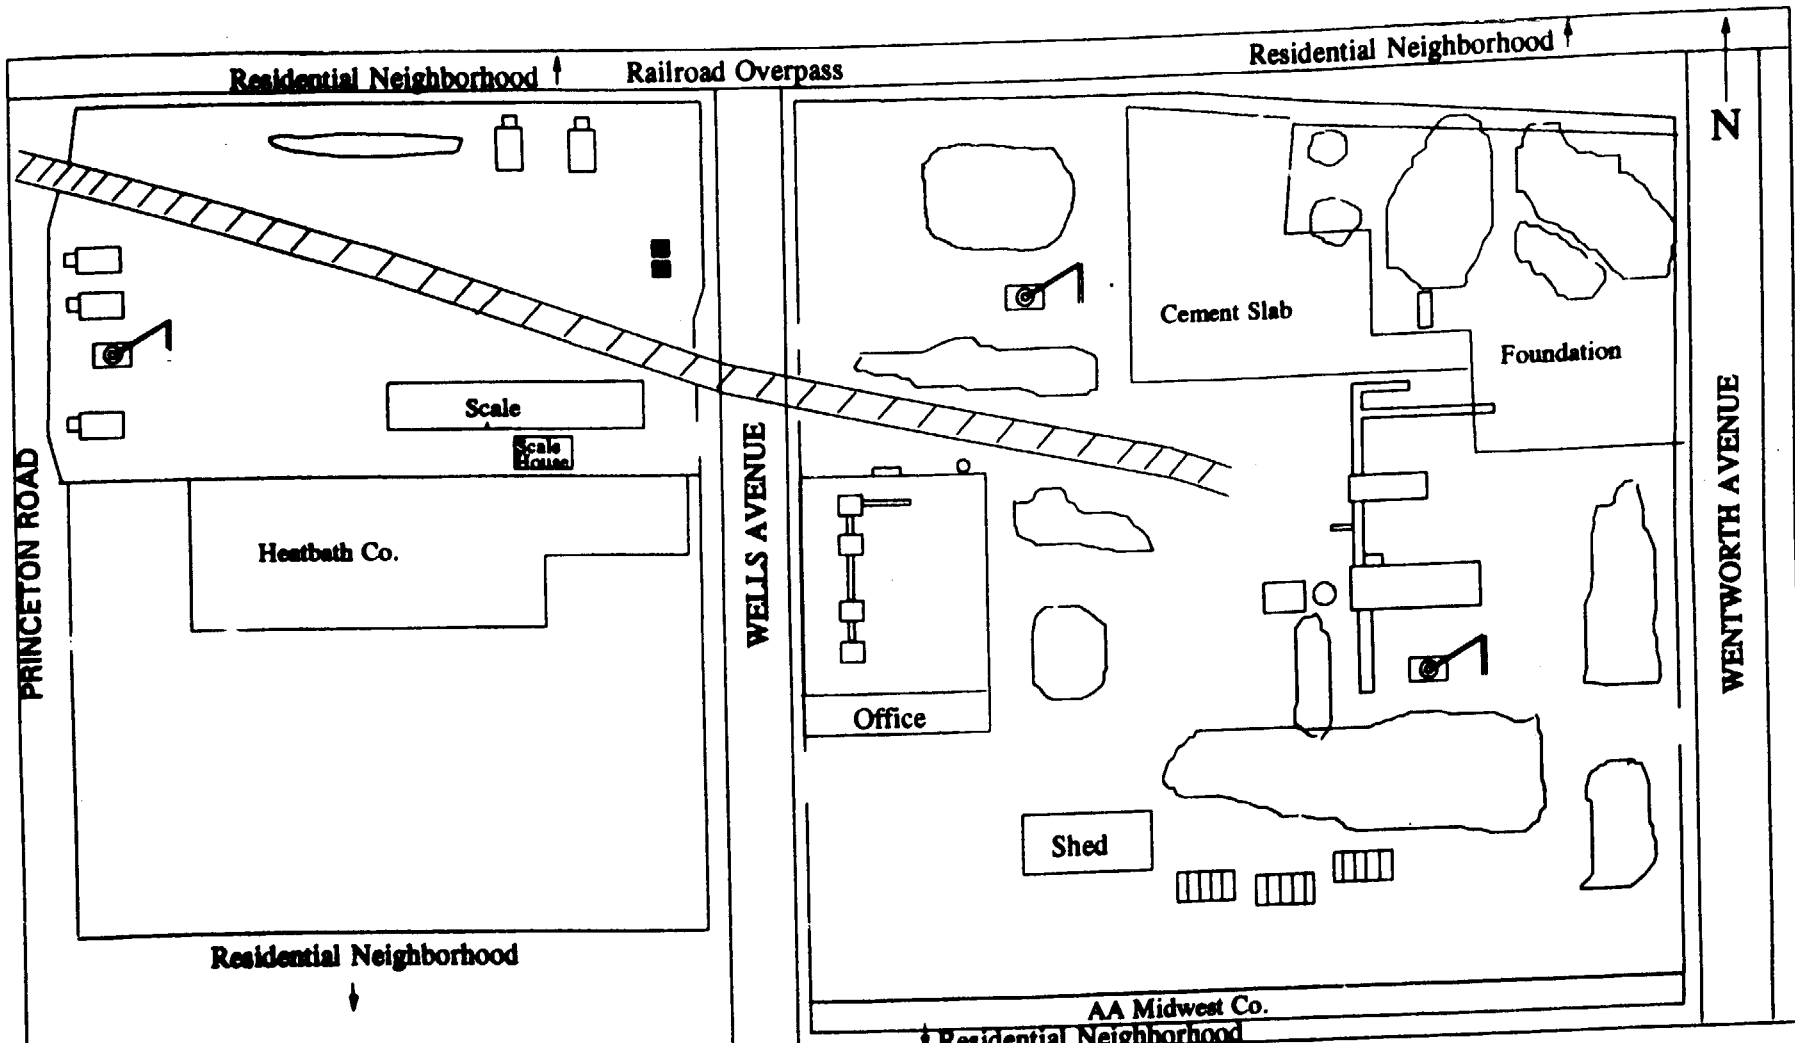 Residential Neighborhood
Railroad Overpass
Residential Neighborhood
N
Cement Slab
Foundation
Scale
Scale
House
PRINCETON ROAD
Heatbath Co.
WELLS AVENUE
WENTWORTH AVENUE
Office
Shed
Residential Neighborhood
AA Midwest Co.
Residential Neighborhood